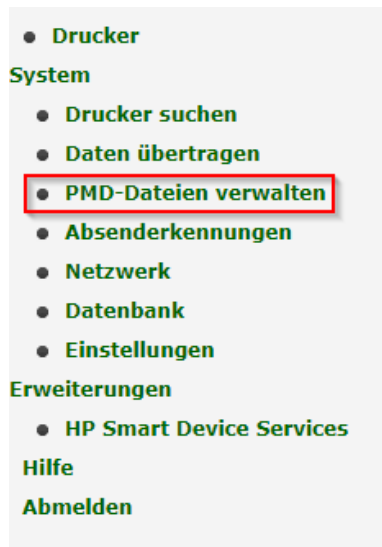 Drucker
System
Drucker suchen
Daten übertragen
PMD-Dateien verwalten
Absenderkennungen
Netzwerk
Datenbank
Einstellungen
Erweiterungen
HP Smart Device Services
Hilfe
Abmelden